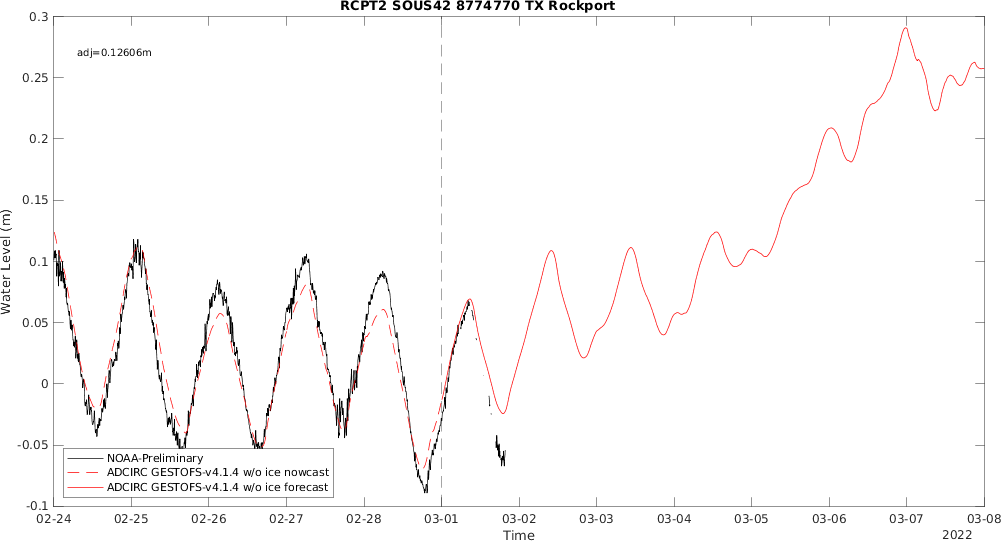 RCPT2 SOUS42 8774770 TX Rockport
adj=0.12606m
0.3
0.25
0.2
0.15
0.1
0.05
0
-0.05
-0.1
Water Level (m)
NOAA-Preliminary
ADCIRC GESTOFS-v4.1.4 w/o ice nowcast
ADCIRC GESTOFS-v4.1.4 w/o ice forecast
02-24 02-25 02-26 02-27 02-28 03-01 03-02 03-03 03-04 03-05 03-06 03-07 03-08
Time
2022